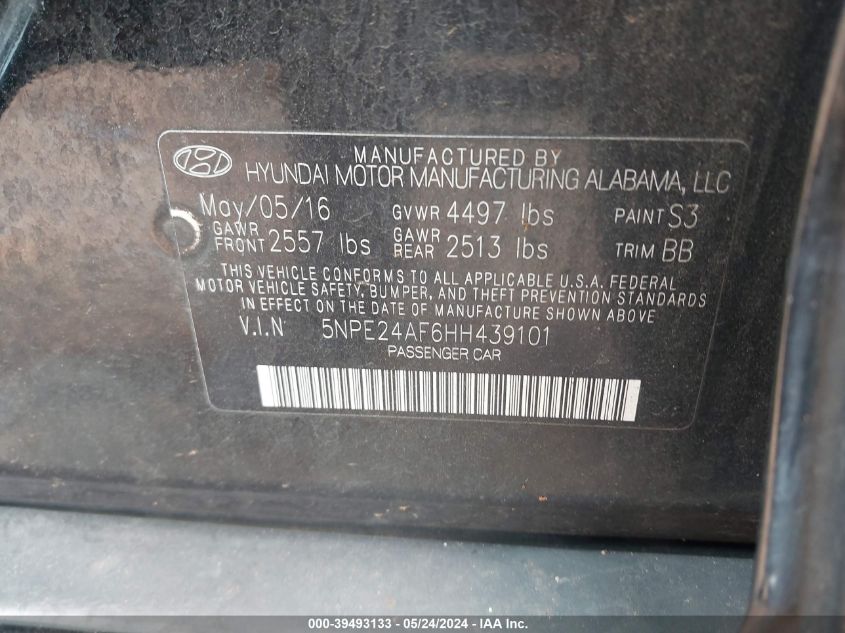 MANUFACTURED BY
HYUNDAI MOTOR MANUFACTURING ALABAMA, LLC
May/05/16 GVWR 4497 lbs PAINT S3
GAWR FRONT 2557 lbs GAWR REAR 2513 lbs TRIM BB
THIS VEHICLE CONFORMS TO ALL APPLICABLE U.S.A. FEDERAL
MOTOR VEHICLE SAFETY, BUMPER, AND THEFT PREVENTION STANDARDS
IN EFFECT ON THE DATE OF MANUFACTURE SHOWN ABOVE.
V.I.N 5NPE24AF6HH439101
PASSENGER CAR
000-39493133 - 05/24/2024 - IAA Inc.